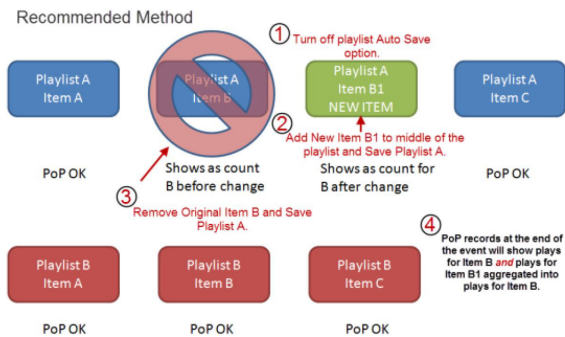 Recommended Method
① Turn off playlist Auto Save
option.
Playlist A
Item A
Playlist A
Item B
Playlist A
Item B1
NEW ITEM
Playlist A
Item C
② Add New Item B1 to middle of the
playlist and Save Playlist A.
PoP OK
Shows as count
B before change
Shows as count for
B after change
PoP OK
③ Remove Original Item B and Save
Playlist A.
④ PoP records at the end of
the event will show plays
for Item B and plays for
Item B1 aggregated into
plays for Item B.
Playlist B
Item A
Playlist B
Item B
Playlist B
Item C
PoP OK
PoP OK
PoP OK